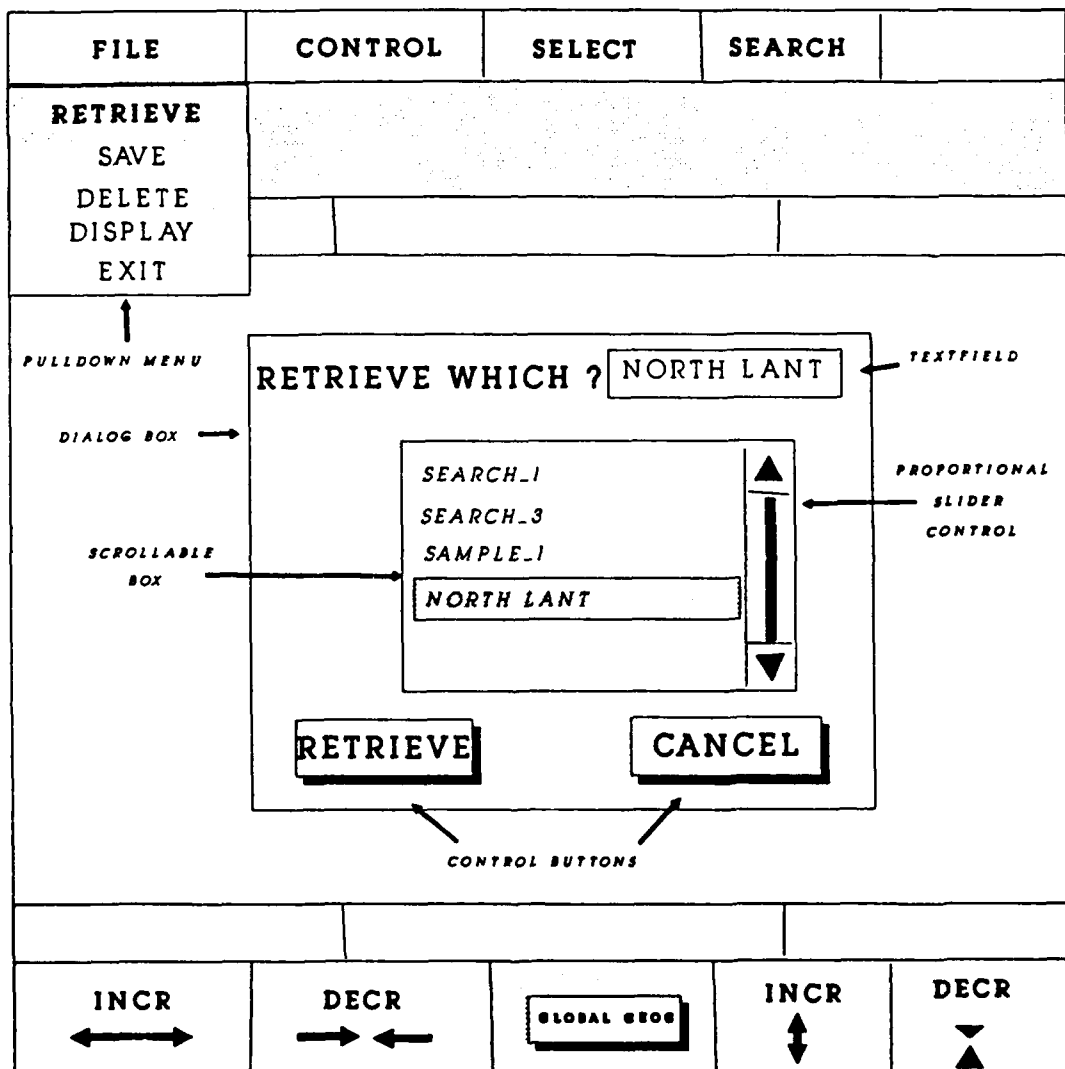 FILE CONTROL SELECT SEARCH
RETRIEVE
SAVE
DELETE
DISPLAY
EXIT
PULLDOWN MENU
RETRIEVE WHICH ? NORTH LANT
TEXTFIELD
DIALOG BOX
SEARCH_1
SEARCH_3
SAMPLE_1
NORTH LANT
PROPORTIONAL
SLIDER
CONTROL
SCROLLABLE
BOX
RETRIEVE CANCEL
CONTROL BUTTONS
INCR DECR GLOBAL GEOG INCR DECR